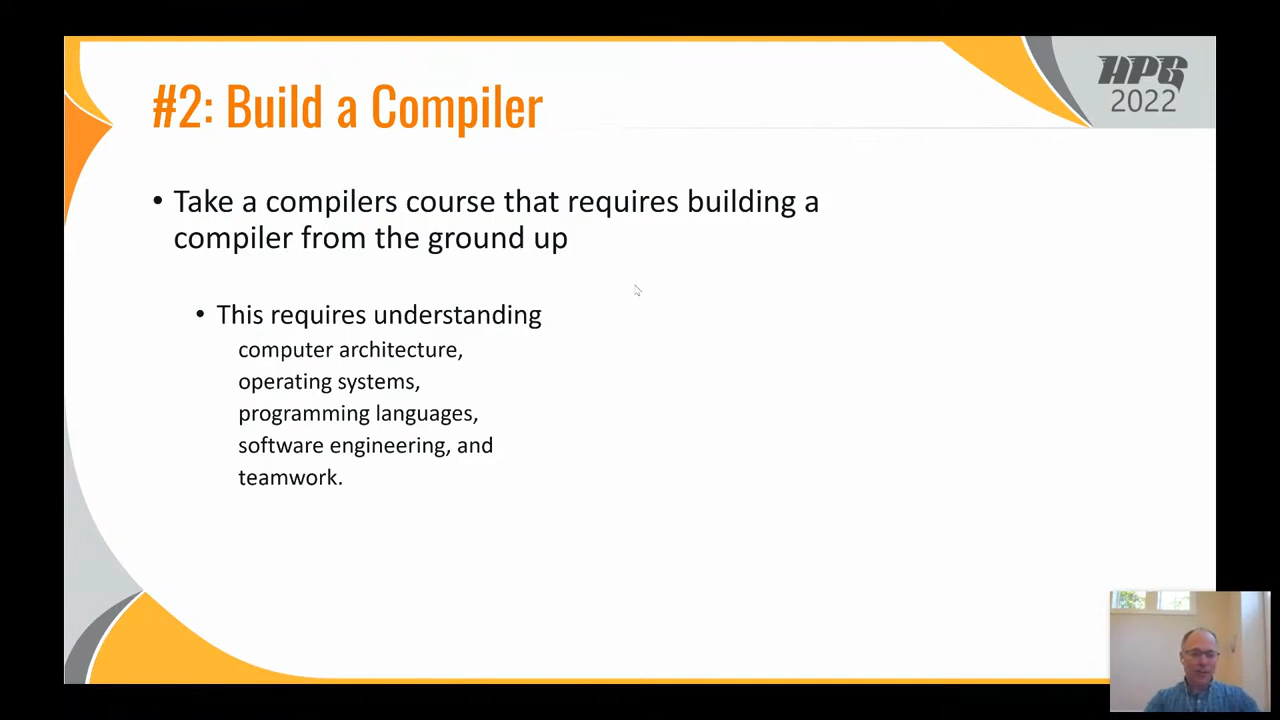 HPG
2022
#2: Build a Compiler
• Take a compilers course that requires building a
compiler from the ground up
• This requires understanding
computer architecture,
operating systems,
programming languages,
software engineering, and
teamwork.